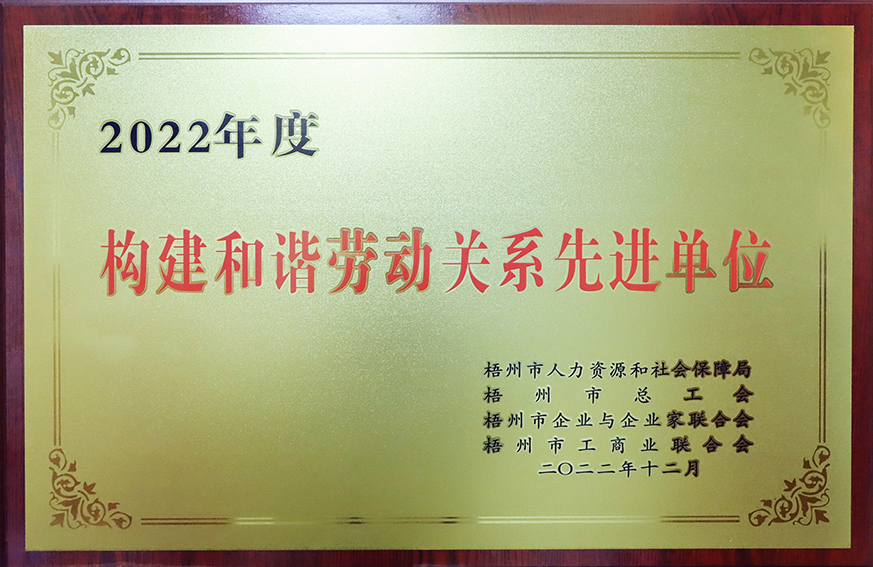 2022年度
构建和谐劳动关系先进单位
梧州市人力资源和社会保障局
梧州市总工会
梧州市企业与企业家联合会
梧州市工商业联合会
二〇二二年十二月